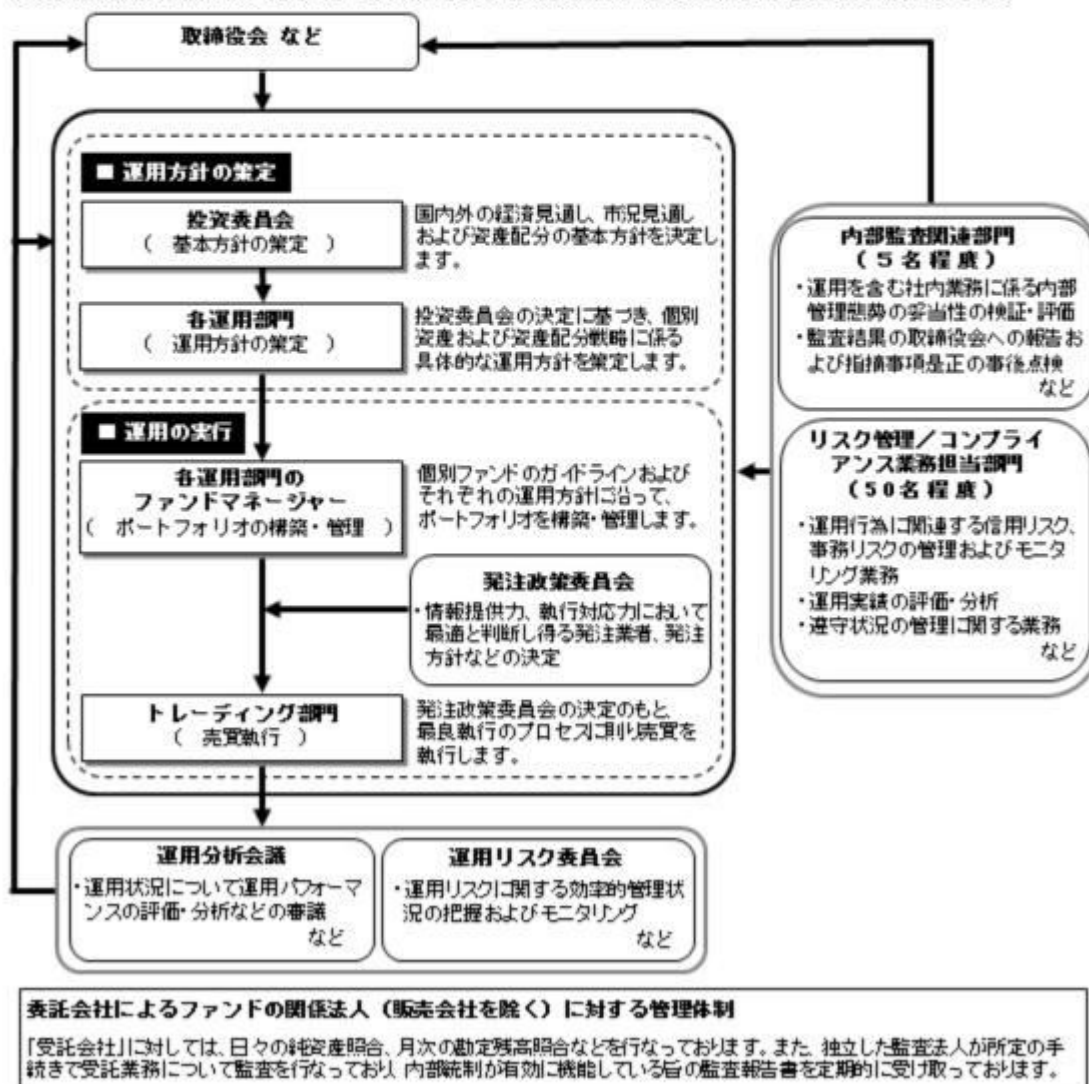 取締役会 など
■ 運用方針の策定
投資委員会
( 基本方針の策定 )
国内外の経済見通し、市況見通し
および資産配分の基本方針を決定し
ます。
各運用部門
( 運用方針の策定 )
投資委員会の決定に基づき、個別
資産および資産配分戦略に係る
具体的な運用方針を策定します。
■ 運用の実行
各運用部門の
ファンドマネージャー
( ポートフォリオの構築・管理 )
個別ファンドのガイドラインおよび
それぞれの運用方針に沿って、
ポートフォリオを構築・管理します。
発注政策委員会
・情報提供力、執行対応力において
最適と判断し得る発注業者、発注
方針などの決定
トレーディング部門
( 売買執行 )
発注政策委員会の決定のもと、
最良執行のプロセスに則り売買を
執行します。
内部監査関連部門
(5名程度)
・運用を含む社内業務に係る内部
管理態勢の妥当性の検証・評価
・監査結果の取締役会への報告お
よび指摘事項是正の事後点検
など
リスク管理/コンプライ
アンス業務担当部門
(50名程度)
・運用行為に関連する信用リスク、
事務リスクの管理およびモニタ
リング業務
・運用実績の評価・分析
・遵守状況の管理に関する業務
など
運用分析会議
・運用状況について運用パフォーマ
ンスの評価・分析などの審議
など
運用リスク委員会
・運用リスクに関する効率的管理状
況の把握およびモニタリング
など
委託会社によるファンドの関係法人(販売会社を除く)に対する管理体制
「受託会社」に対しては、日々の純資産照合、月次の勘定残高照合などを行なっております。また、独立した監査法人が所定の手
続きで受託業務について監査を行なっており、内部統制が有効に機能している旨の監査報告書を定期的に受け取っております。